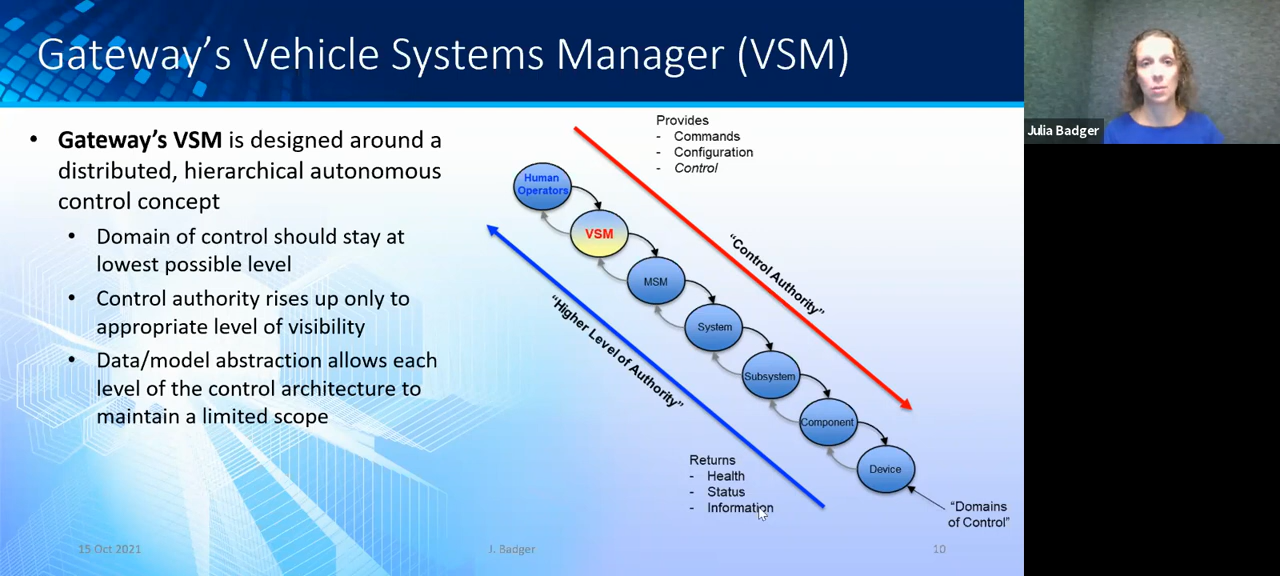 Gateway's Vehicle Systems Manager (VSM)
• Gateway's VSM is designed around a
distributed, hierarchical autonomous
control concept
• Domain of control should stay at
lowest possible level
• Control authority rises up only to
appropriate level of visibility
• Data/model abstraction allows each
level of the control architecture to
maintain a limited scope
Provides
- Commands
- Configuration
- Control
Human
Operators
VSM
MSM
System
Subsystem
Component
Device
"Control Authority"
"Higher Level of Authority"
Returns
- Health
- Status
- Information
"Domains
of Control"
15 Oct 2021
J. Badger
10
Julia Badger